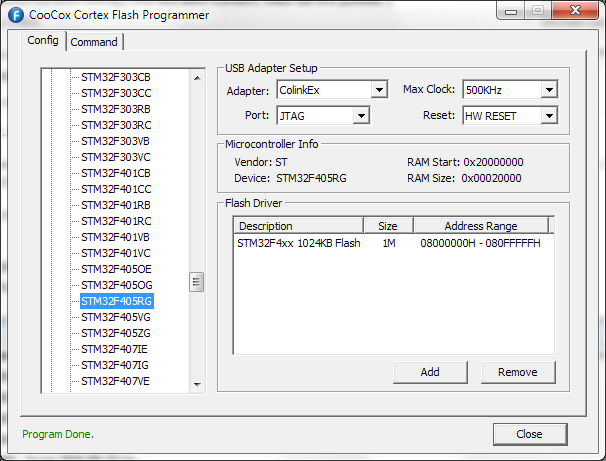 CooCox Cortex Flash Programmer
Config Command
STM32F303CB
STM32F303CC
STM32F303RB
STM32F303RC
STM32F303VB
STM32F303VC
STM32F401CB
STM32F401CC
STM32F401RB
STM32F401RC
STM32F401VB
STM32F401VC
STM32F405OE
STM32F405OG
STM32F405RG
STM32F405VG
STM32F405ZG
STM32F407IE
STM32F407IG
STM32F407VE
USB Adapter Setup
Adapter: ColinkEx Max Clock: 500KHz
Port: JTAG Reset: HW RESET
Microcontroller Info
Vendor: ST RAM Start: 0x20000000
Device: STM32F405RG RAM Size: 0x00020000
Flash Driver
Description Size Address Range
STM32F4xx 1024KB Flash 1M 08000000H - 080FFFFFH
Add Remove
Program Done. Close